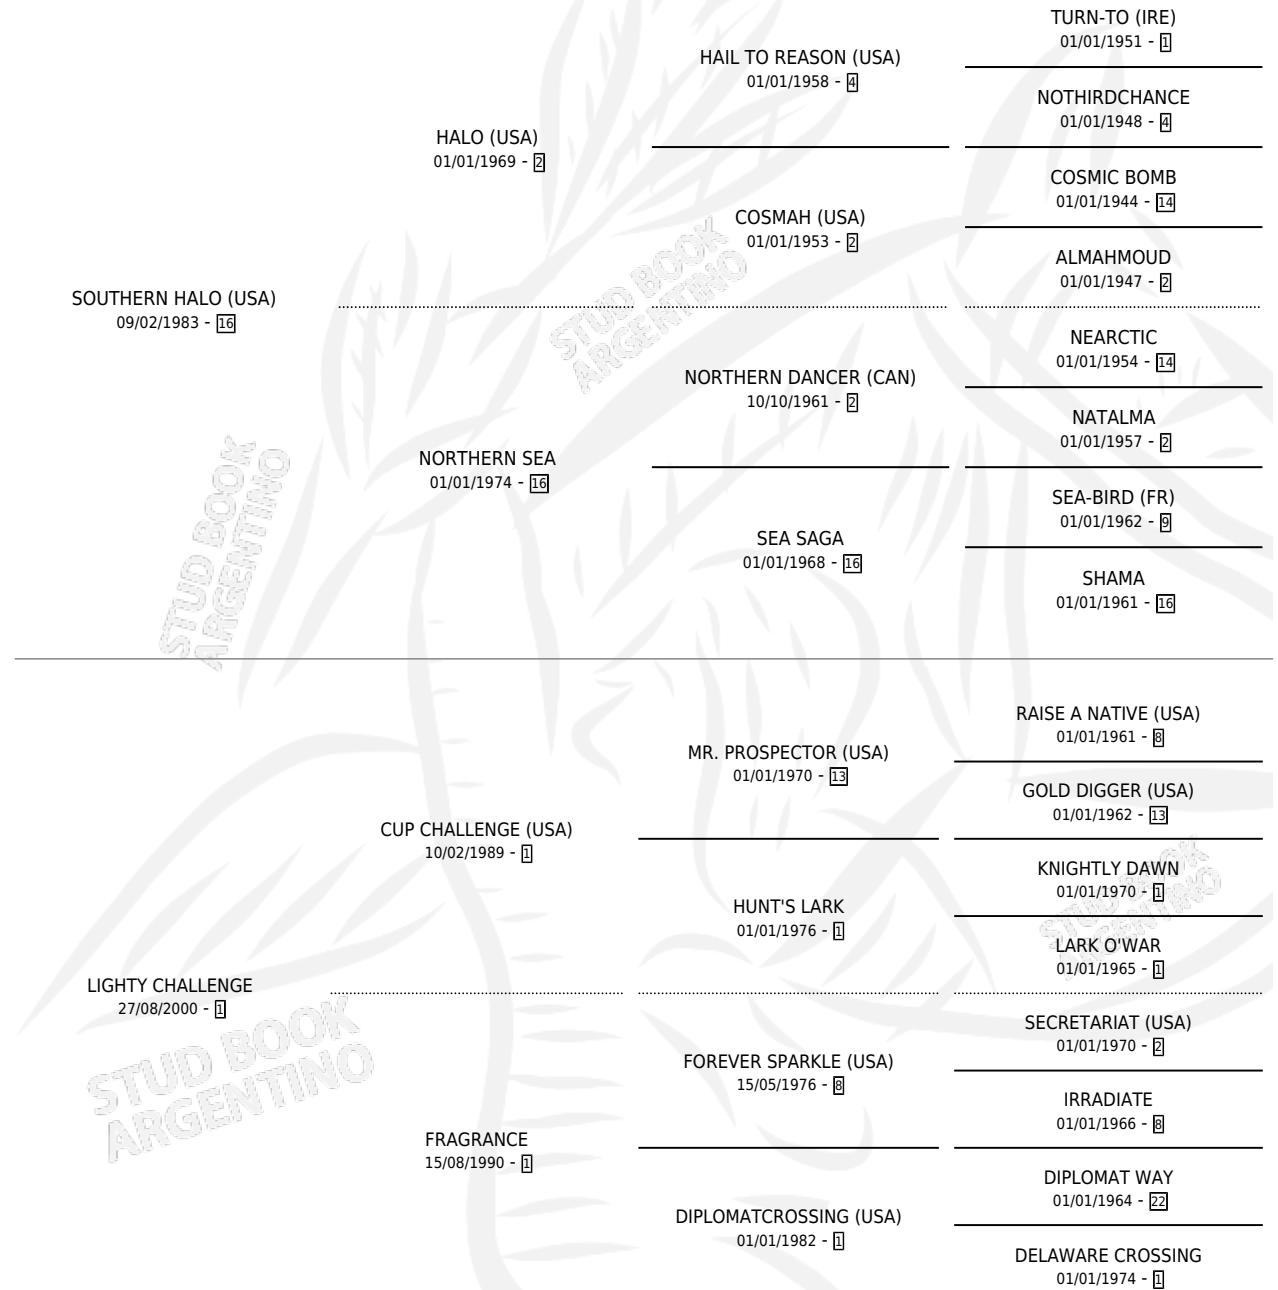 TURN-TO (IRE)
01/01/1951 - 1
HAIL TO REASON (USA)
01/01/1958 - 4
NOTHIRDCHANCE
01/01/1948 - 4
HALO (USA)
01/01/1969 - 2
COSMIC BOMB
01/01/1944 - 14
COSMAH (USA)
01/01/1953 - 2
ALMAHMOUD
01/01/1947 - 2
SOUTHERN HALO (USA)
09/02/1983 - 16
STUD BOOK
ARGENTINO
NEARCTIC
01/01/1954 - 14
NORTHERN DANCER (CAN)
10/10/1961 - 2
NATALMA
01/01/1957 - 2
NORTHERN SEA
01/01/1974 - 16
SEA-BIRD (FR)
01/01/1962 - 9
SEA SAGA
01/01/1968 - 16
SHAMA
01/01/1961 - 16
STUD BOOK
ARGENTINO
RAISE A NATIVE (USA)
01/01/1961 - 8
MR. PROSPECTOR (USA)
01/01/1970 - 13
GOLD DIGGER (USA)
01/01/1962 - 13
CUP CHALLENGE (USA)
10/02/1989 - 1
KNIGHTLY DAWN
01/01/1970 - 1
STUD BOOK
ARGENTINO
HUNT'S LARK
01/01/1976 - 1
LARK O'WAR
01/01/1965 - 1
LIGHTY CHALLENGE
27/08/2000 - 1
STUD BOOK
ARGENTINO
SECRETARIAT (USA)
01/01/1970 - 2
FOREVER SPARKLE (USA)
15/05/1976 - 8
IRRADIATE
01/01/1966 - 8
FRAGRANCE
15/08/1990 - 1
DIPLOMAT WAY
01/01/1964 - 22
DIPLOMATCROSSING (USA)
01/01/1982 - 1
DELAWARE CROSSING
01/01/1974 - 1